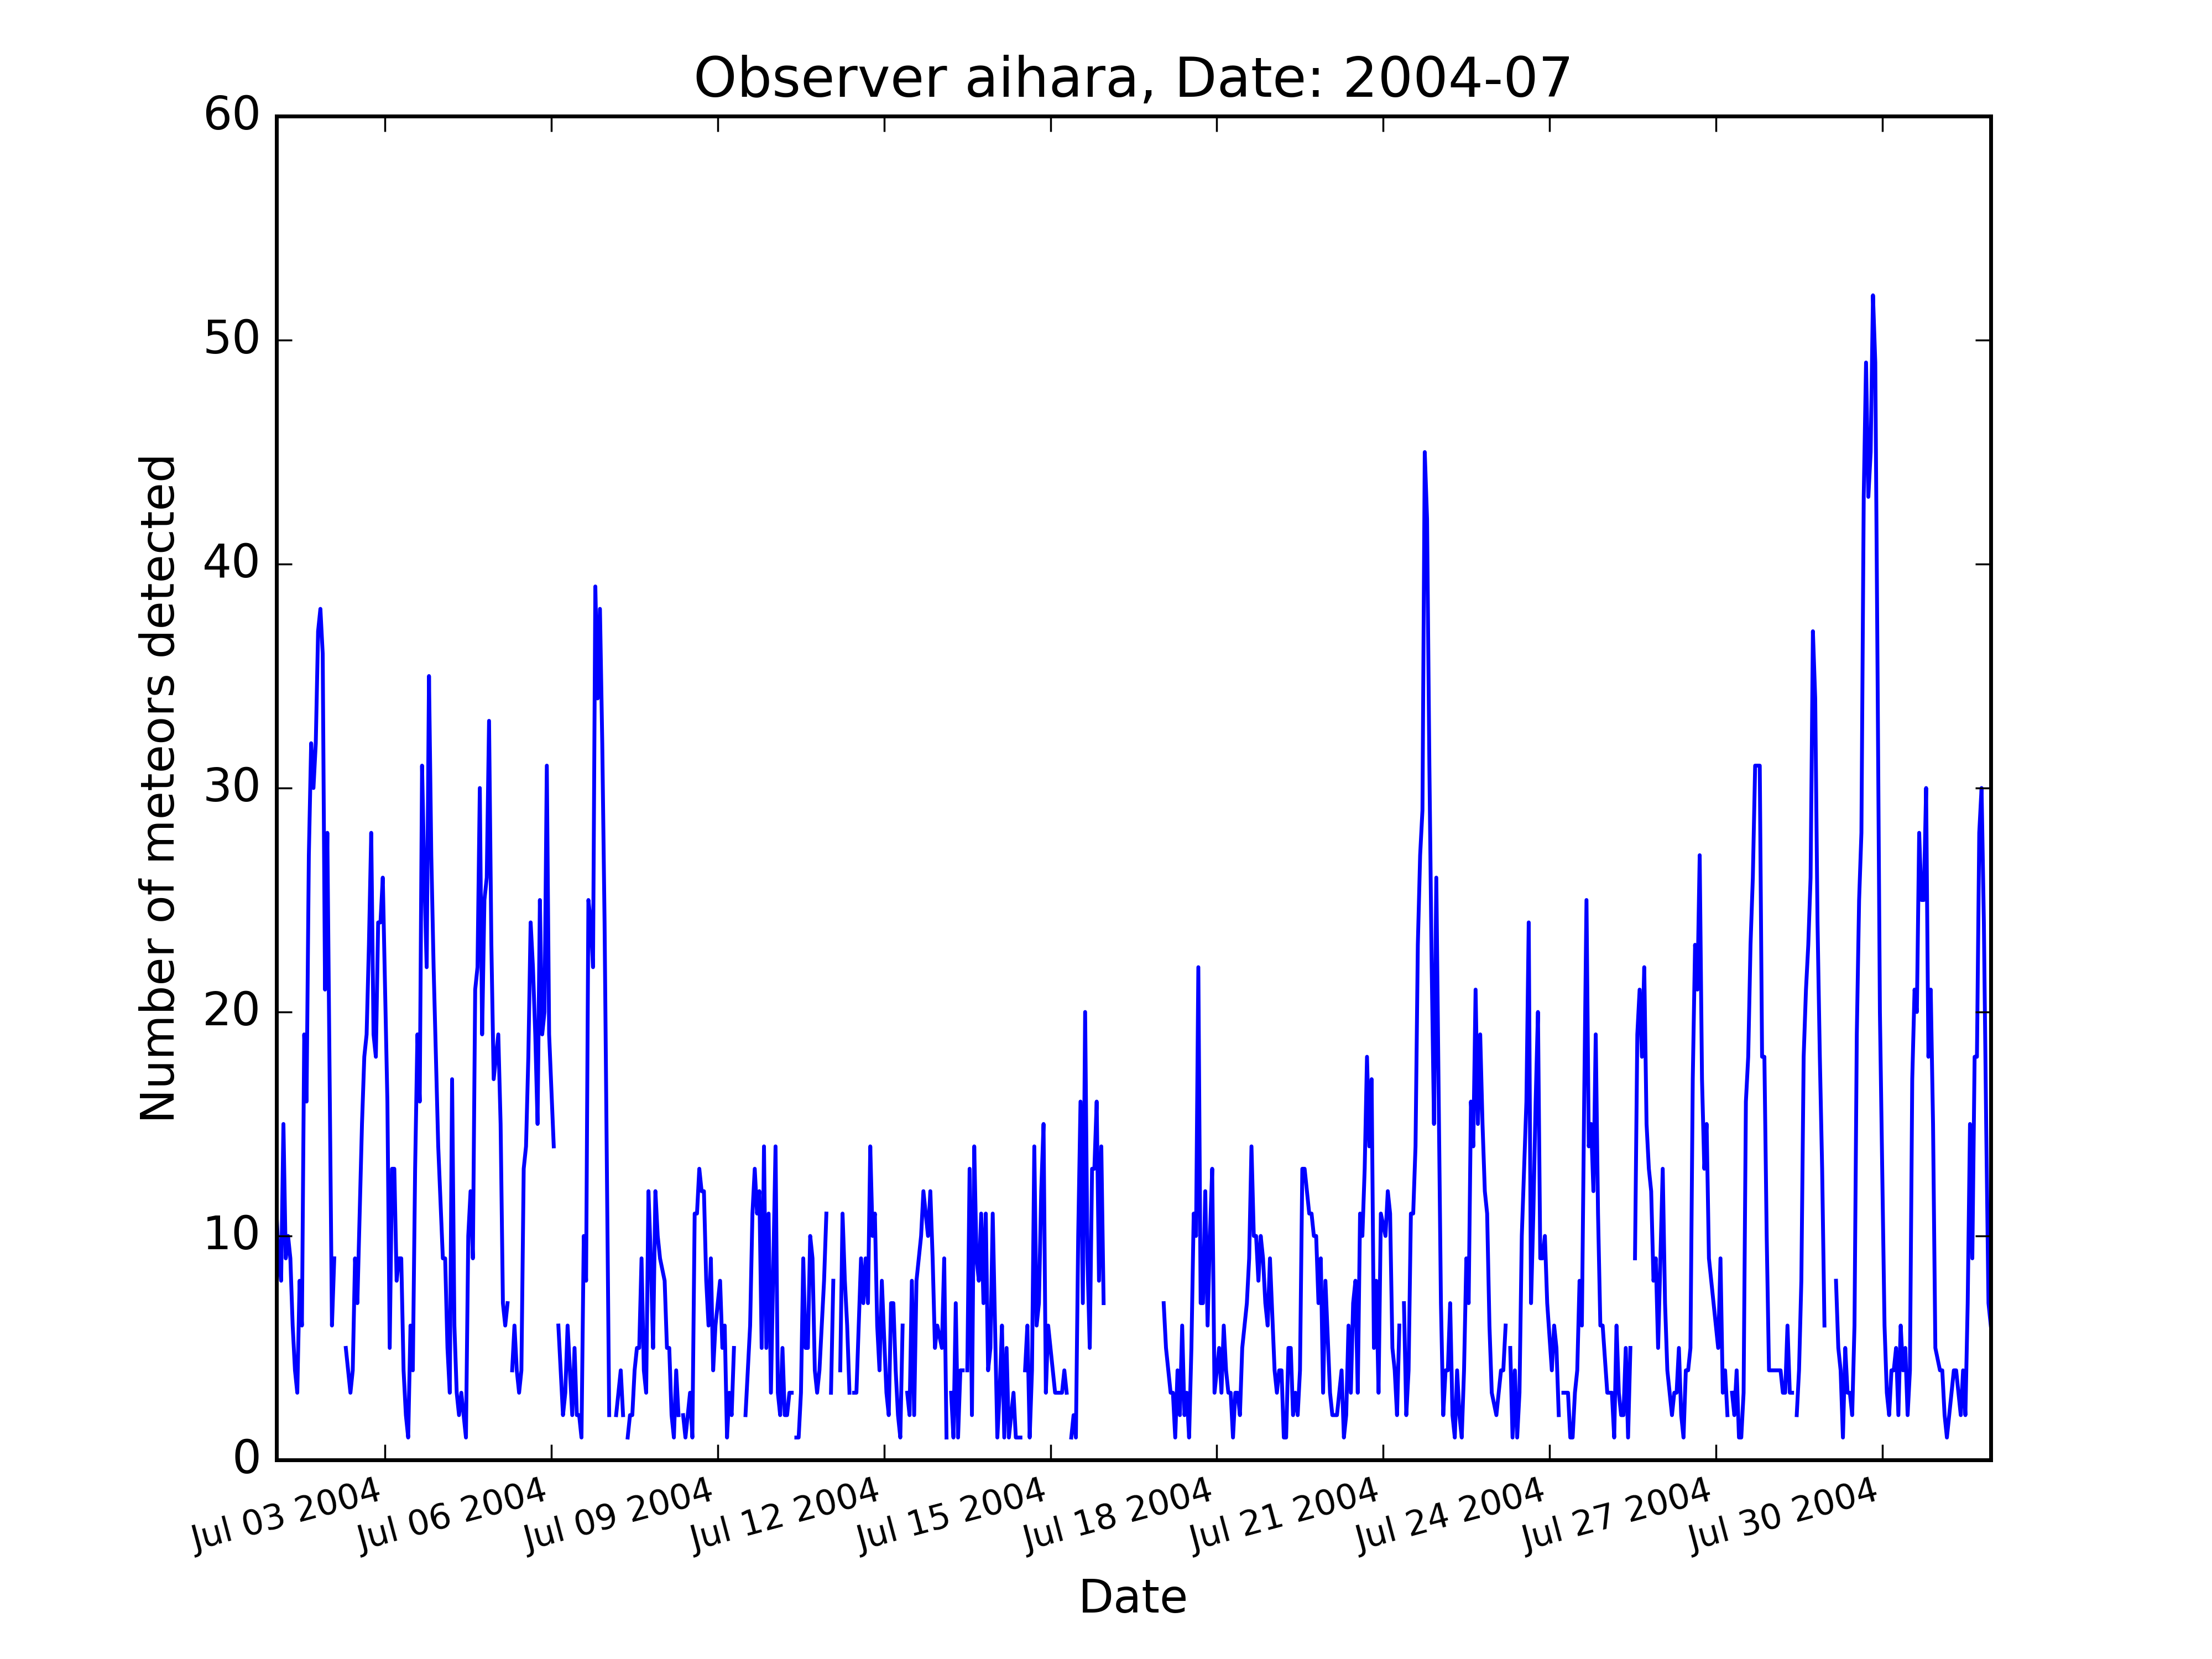 Observer aihara, Date: 2004-07
Number of meteors detected
60
50
40
30
20
10
0
Jul 03 2004
Jul 06 2004
Jul 09 2004
Jul 12 2004
Jul 15 2004
Jul 18 2004
Jul 21 2004
Jul 24 2004
Jul 27 2004
Jul 30 2004
Date